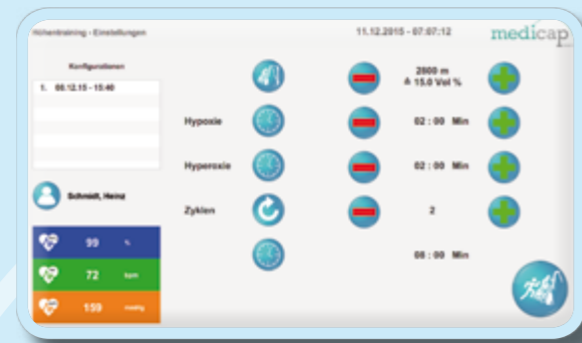 Höhentraining - Einstellungen
11.12.2015 - 07:07:12
medicap
Konfigurationen
1. 08.12.15 - 15:40
2800 m
≙ 15.0 Vol %
Hypoxie
02 : 00 Min
Hyperoxie
02 : 00 Min
Schmidt, Heinz
Zyklen
2
99 %
08 : 00 Min
72 bpm
159